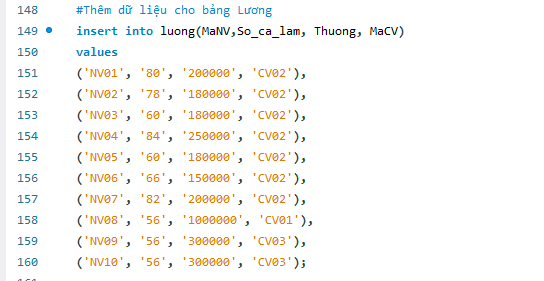 148 #Thêm dữ liệu cho bảng Lương
149 insert into luong(MaNV,So_ca_lam, Thuong, MaCV)
150 values
151 ('NV01', '80', '200000', 'CV02'),
152 ('NV02', '78', '180000', 'CV02'),
153 ('NV03', '60', '180000', 'CV02'),
154 ('NV04', '84', '250000', 'CV02'),
155 ('NV05', '60', '180000', 'CV02'),
156 ('NV06', '66', '150000', 'CV02'),
157 ('NV07', '82', '200000', 'CV02'),
158 ('NV08', '56', '1000000', 'CV01'),
159 ('NV09', '56', '300000', 'CV03'),
160 ('NV10', '56', '300000', 'CV03');